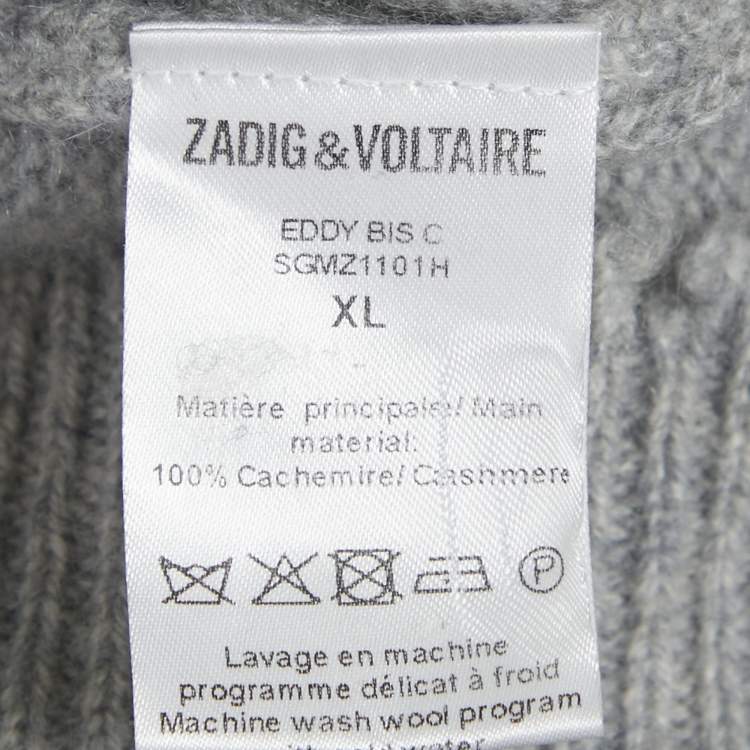 ZADIG & VOLTAIRE
EDDY BIS C
SGMZ1101H
XL
Matière principale/ Main
material:
100% Cachemire/ Cashmere
P
Lavage en machine
programme délicat à froid
Machine wash wool program